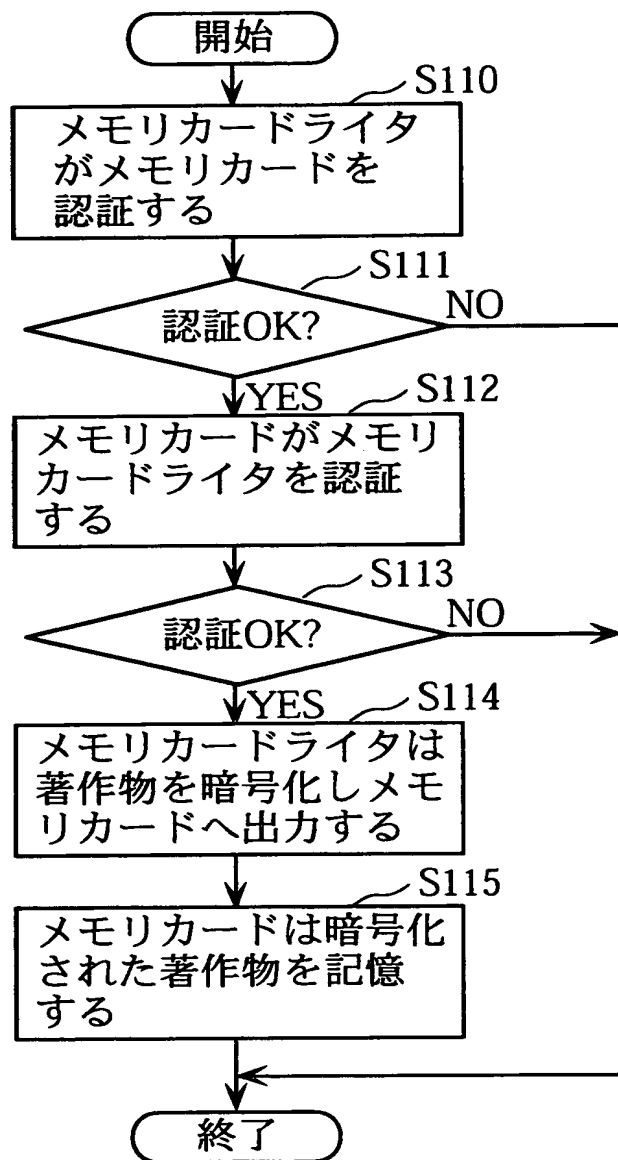 開始
S110
メモリカードライタ
がメモリカードを
認証する
S111
認証OK?
NO
YES
S112
メモリカードがメモリ
カードライタを認証
する
S113
認証OK?
NO
YES
S114
メモリカードライタは
著作物を暗号化しメモ
リカードへ出力する
S115
メモリカードは暗号化
された著作物を記憶
する
終了